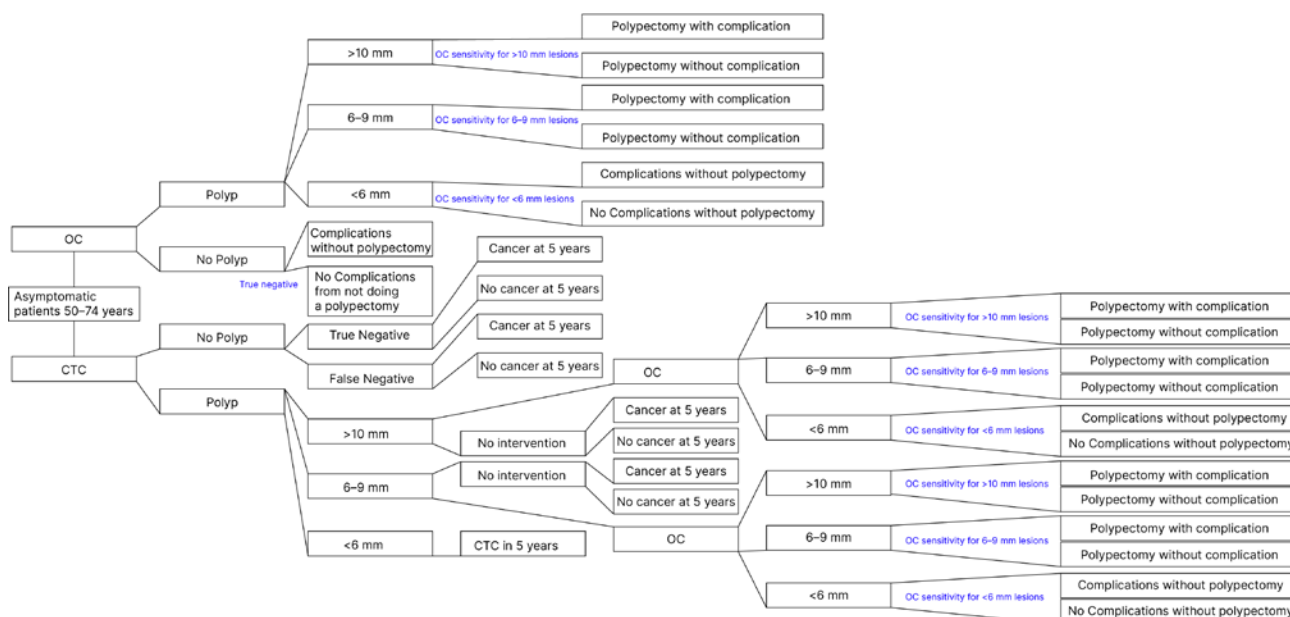 Polypectomy with complication
>10 mm
OC sensitivity for >10 mm lesions
Polypectomy without complication
Polypectomy with complication
6–9 mm
OC sensitivity for 6–9 mm lesions
Polypectomy without complication
Complications without polypectomy
Polyp
<6 mm
OC sensitivity for <6 mm lesions
No Complications without polypectomy
OC
Complications
without polypectomy
No Polyp
True negative
No Complications
from not doing
a polypectomy
Cancer at 5 years
No cancer at 5 years
Asymptomatic
patients 50–74 years
No Polyp
True Negative
Cancer at 5 years
CTC
False Negative
No cancer at 5 years
Polyp
>10 mm
No intervention
Cancer at 5 years
No cancer at 5 years
6–9 mm
No intervention
Cancer at 5 years
No cancer at 5 years
<6 mm
CTC in 5 years
OC
>10 mm
OC sensitivity for >10 mm lesions
Polypectomy with complication
Polypectomy without complication
6–9 mm
OC sensitivity for 6–9 mm lesions
Polypectomy with complication
Polypectomy without complication
<6 mm
OC sensitivity for <6 mm lesions
Complications without polypectomy
No Complications without polypectomy
OC
>10 mm
OC sensitivity for >10 mm lesions
Polypectomy with complication
Polypectomy without complication
6–9 mm
OC sensitivity for 6–9 mm lesions
Polypectomy with complication
Polypectomy without complication
<6 mm
OC sensitivity for <6 mm lesions
Complications without polypectomy
No Complications without polypectomy